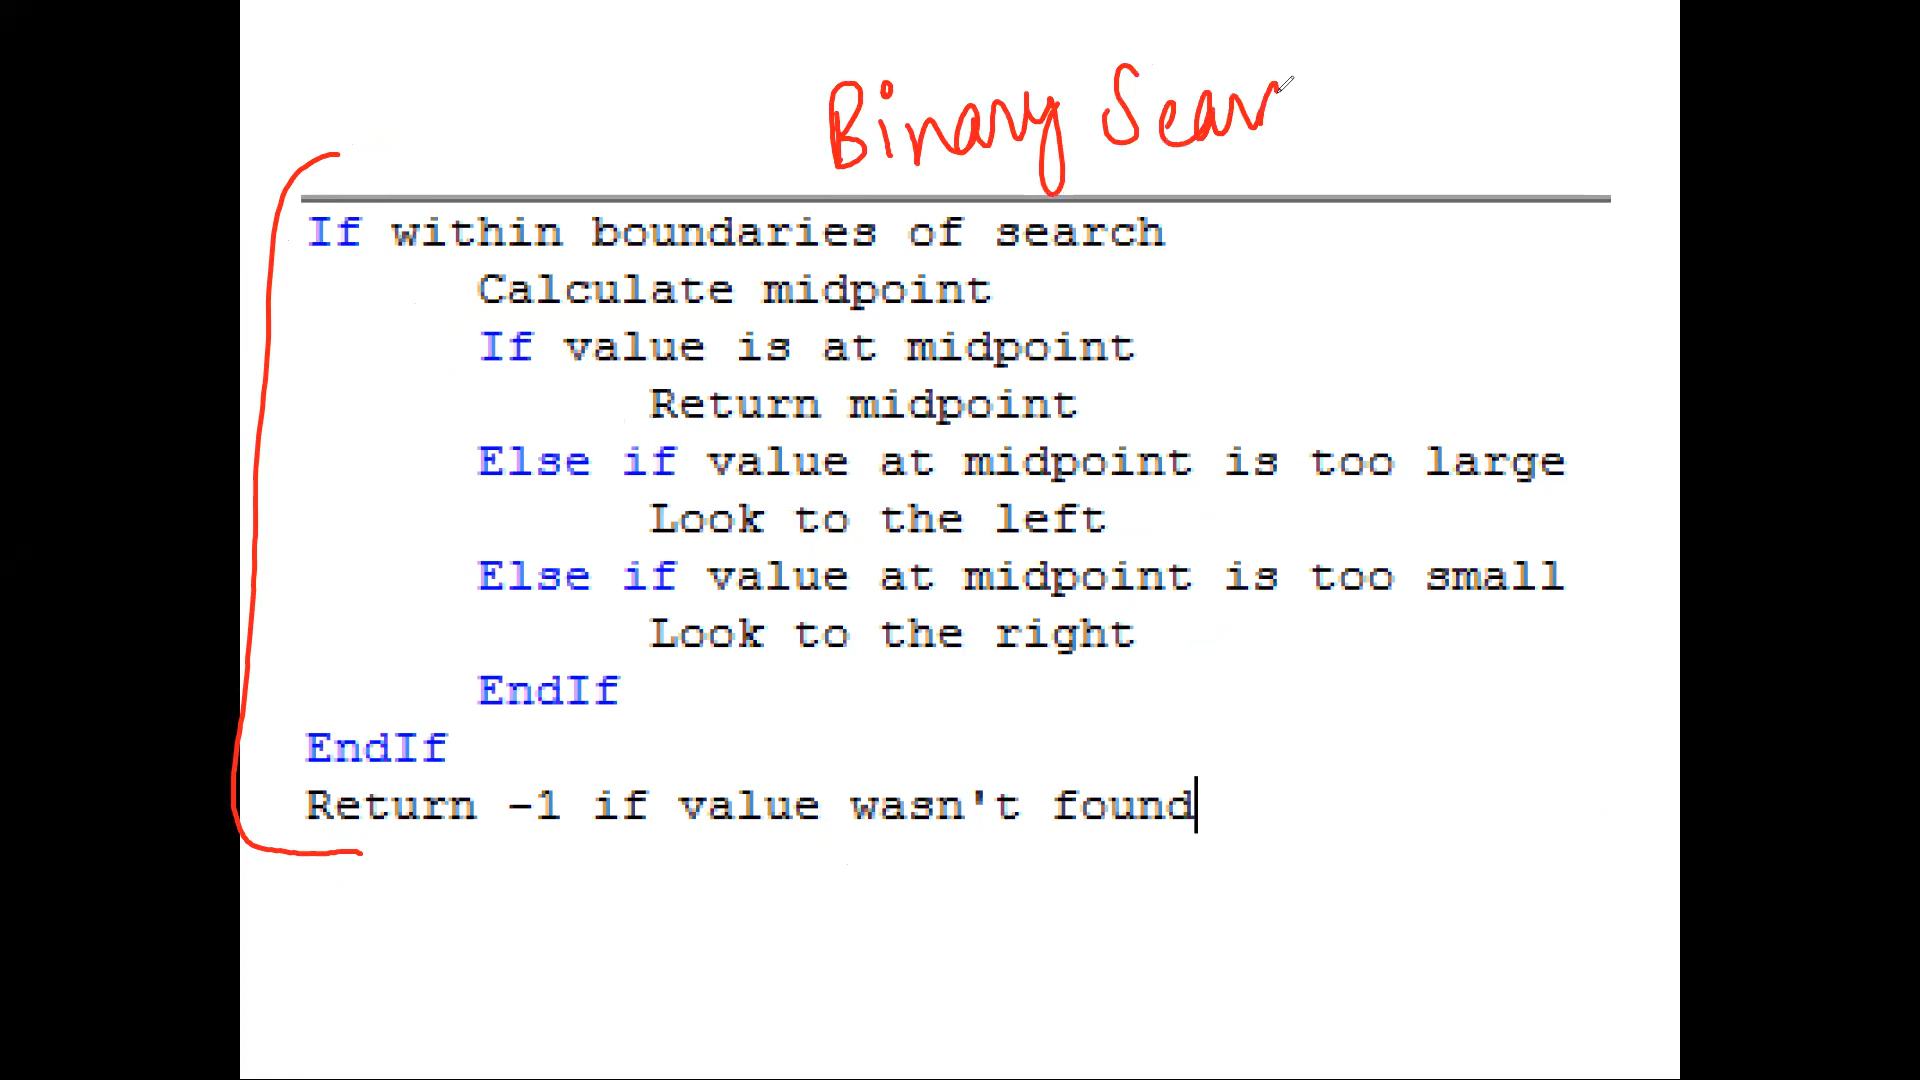 Binary Sear
If within boundaries of search
Calculate midpoint
If value is at midpoint
Return midpoint
Else if value at midpoint is too large
Look to the left
Else if value at midpoint is too small
Look to the right
EndIf
EndIf
Return -1 if value wasn't found